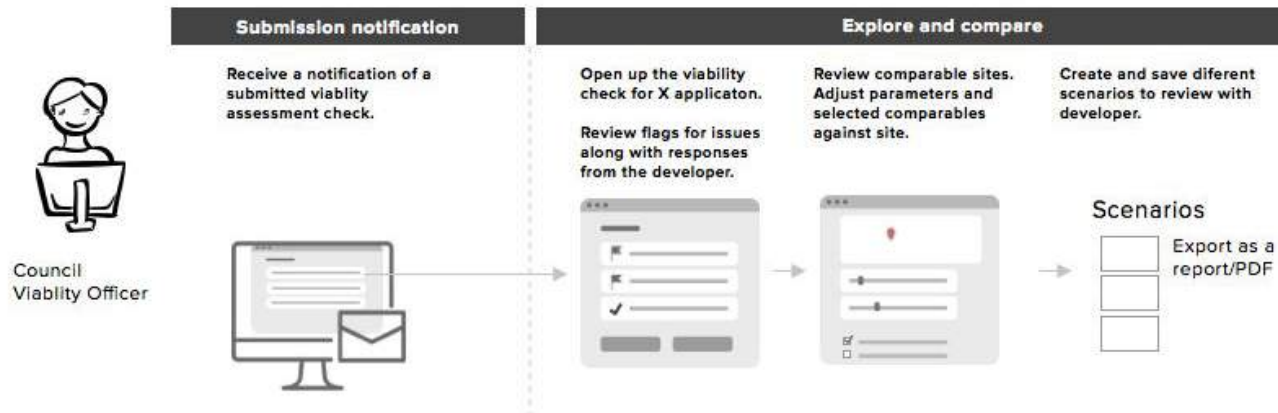 Submission notification
Explore and compare
Receive a notification of a
submitted viablity
assessment check.
Open up the viability
check for X applicaton.
Review flags for issues
along with responses
from the developer.
Review comparable sites.
Adjust parameters and
selected comparables
against site.
Create and save diferent
scenarios to review with
developer.
Council
Viablity Officer
Scenarios
Export as a
report/PDF